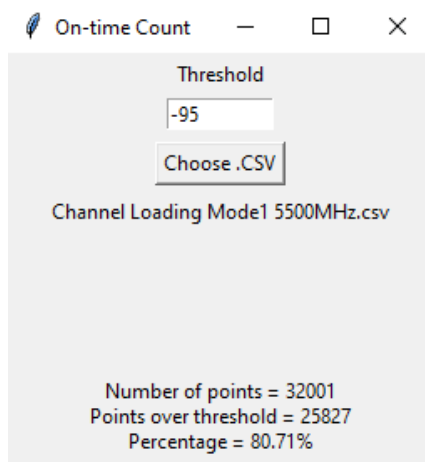 On-time Count
Threshold
-95
Choose .CSV
Channel Loading Mode1 5500MHz.csv
Number of points = 32001
Points over threshold = 25827
Percentage = 80.71%